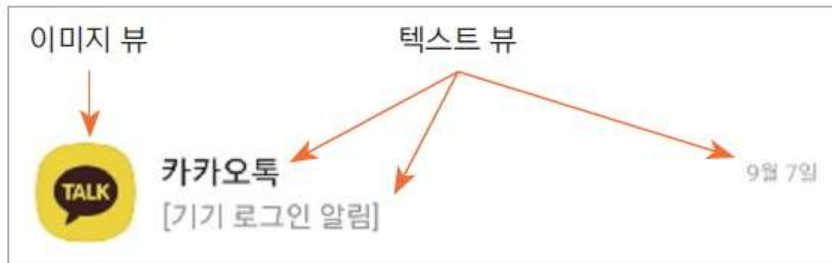 이미지 뷰
텍스트 뷰
TALK
카카오톡
9월 7일
[기기 로그인 알림]